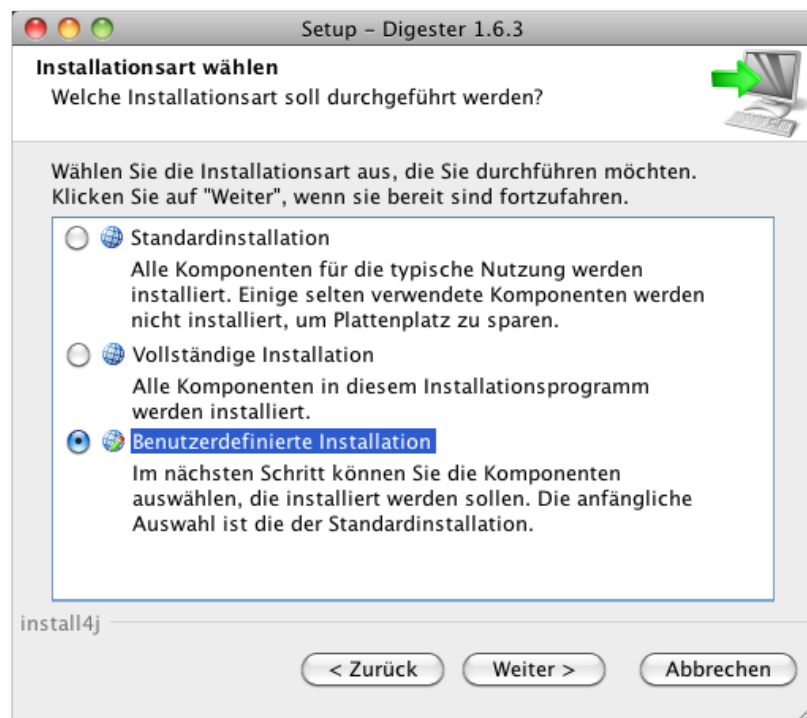 Setup – Digester 1.6.3
Installationsart wählen
Welche Installationsart soll durchgeführt werden?
Wählen Sie die Installationsart aus, die Sie durchführen möchten.
Klicken Sie auf "Weiter", wenn sie bereit sind fortzufahren.
Standardinstallation
Alle Komponenten für die typische Nutzung werden
installiert. Einige selten verwendete Komponenten werden
nicht installiert, um Plattenplatz zu sparen.
Vollständige Installation
Alle Komponenten in diesem Installationsprogramm
werden installiert.
Benutzerdefinierte Installation
Im nächsten Schritt können Sie die Komponenten
auswählen, die installiert werden sollen. Die anfängliche
Auswahl ist die der Standardinstallation.
install4j
< Zurück
Weiter >
Abbrechen